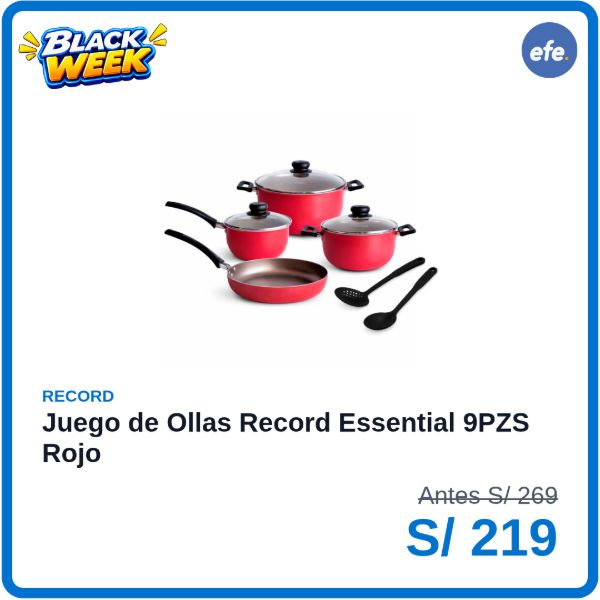 BLACK
WEEK
efe.
RECORD
Juego de Ollas Record Essential 9PZS
Rojo
Antes S/ 269
S/ 219